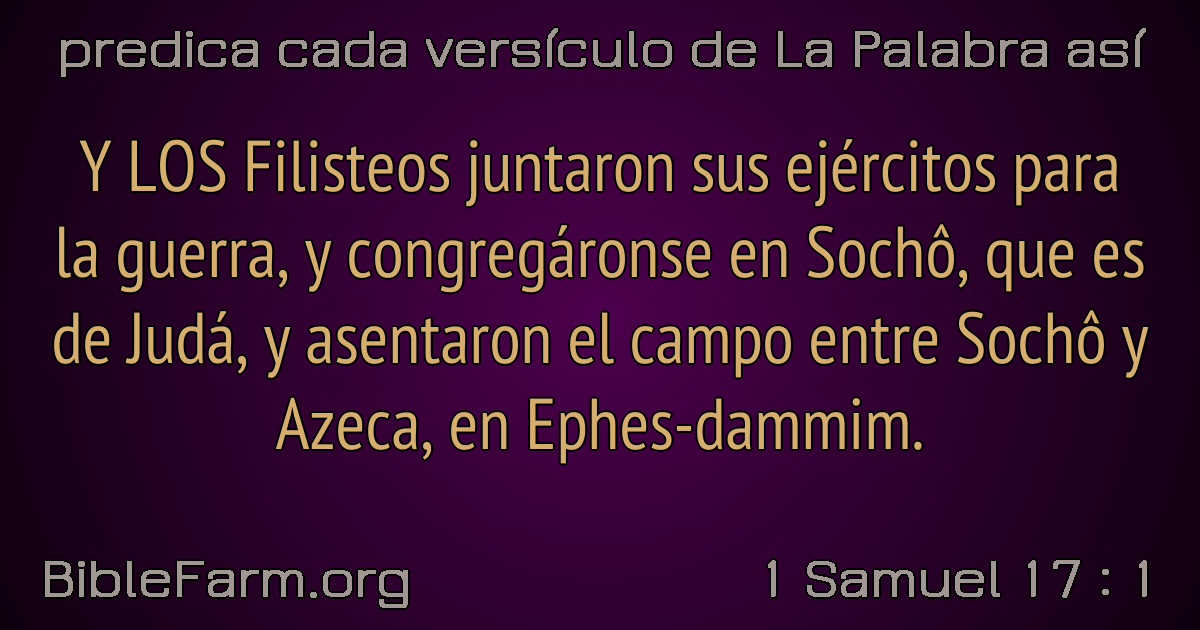 predica cada versículo de La Palabra así
Y LOS Filisteos juntaron sus ejércitos para
la guerra, y congregáronse en Sochô, que es
de Judá, y asentaron el campo entre Sochô y
Azeca, en Ephes-dammim.
BibleFarm.org
1 Samuel 17 : 1